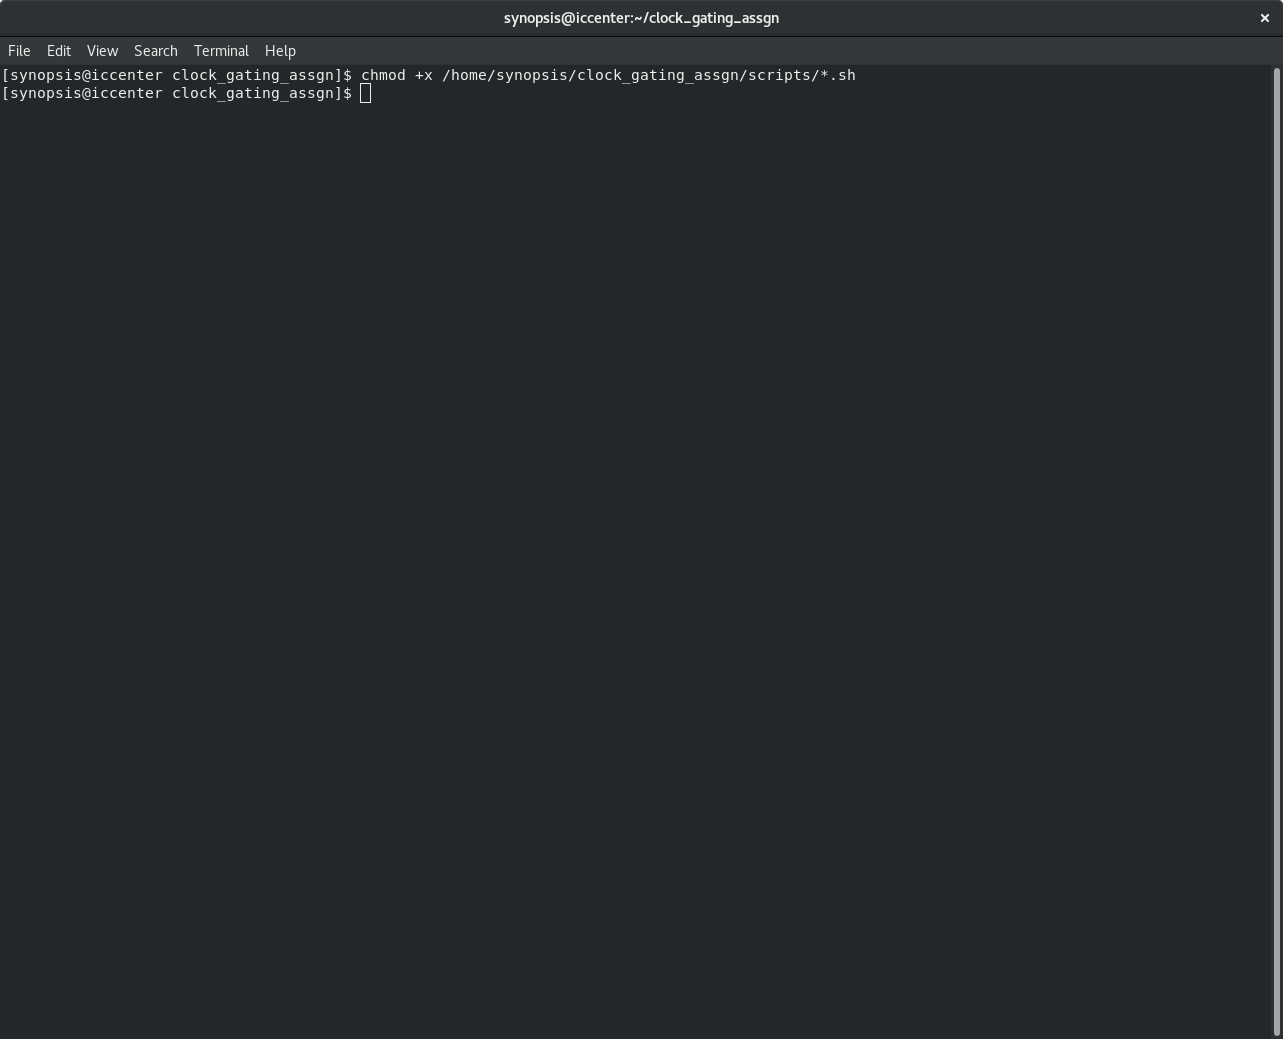 synopsis@iccenter:~/clock_gating_assgn ×
File Edit View Search Terminal Help
[synopsis@iccenter clock_gating_assgn]$ chmod +x /home/synopsis/clock_gating_assgn/scripts/*.sh
[synopsis@iccenter clock_gating_assgn]$